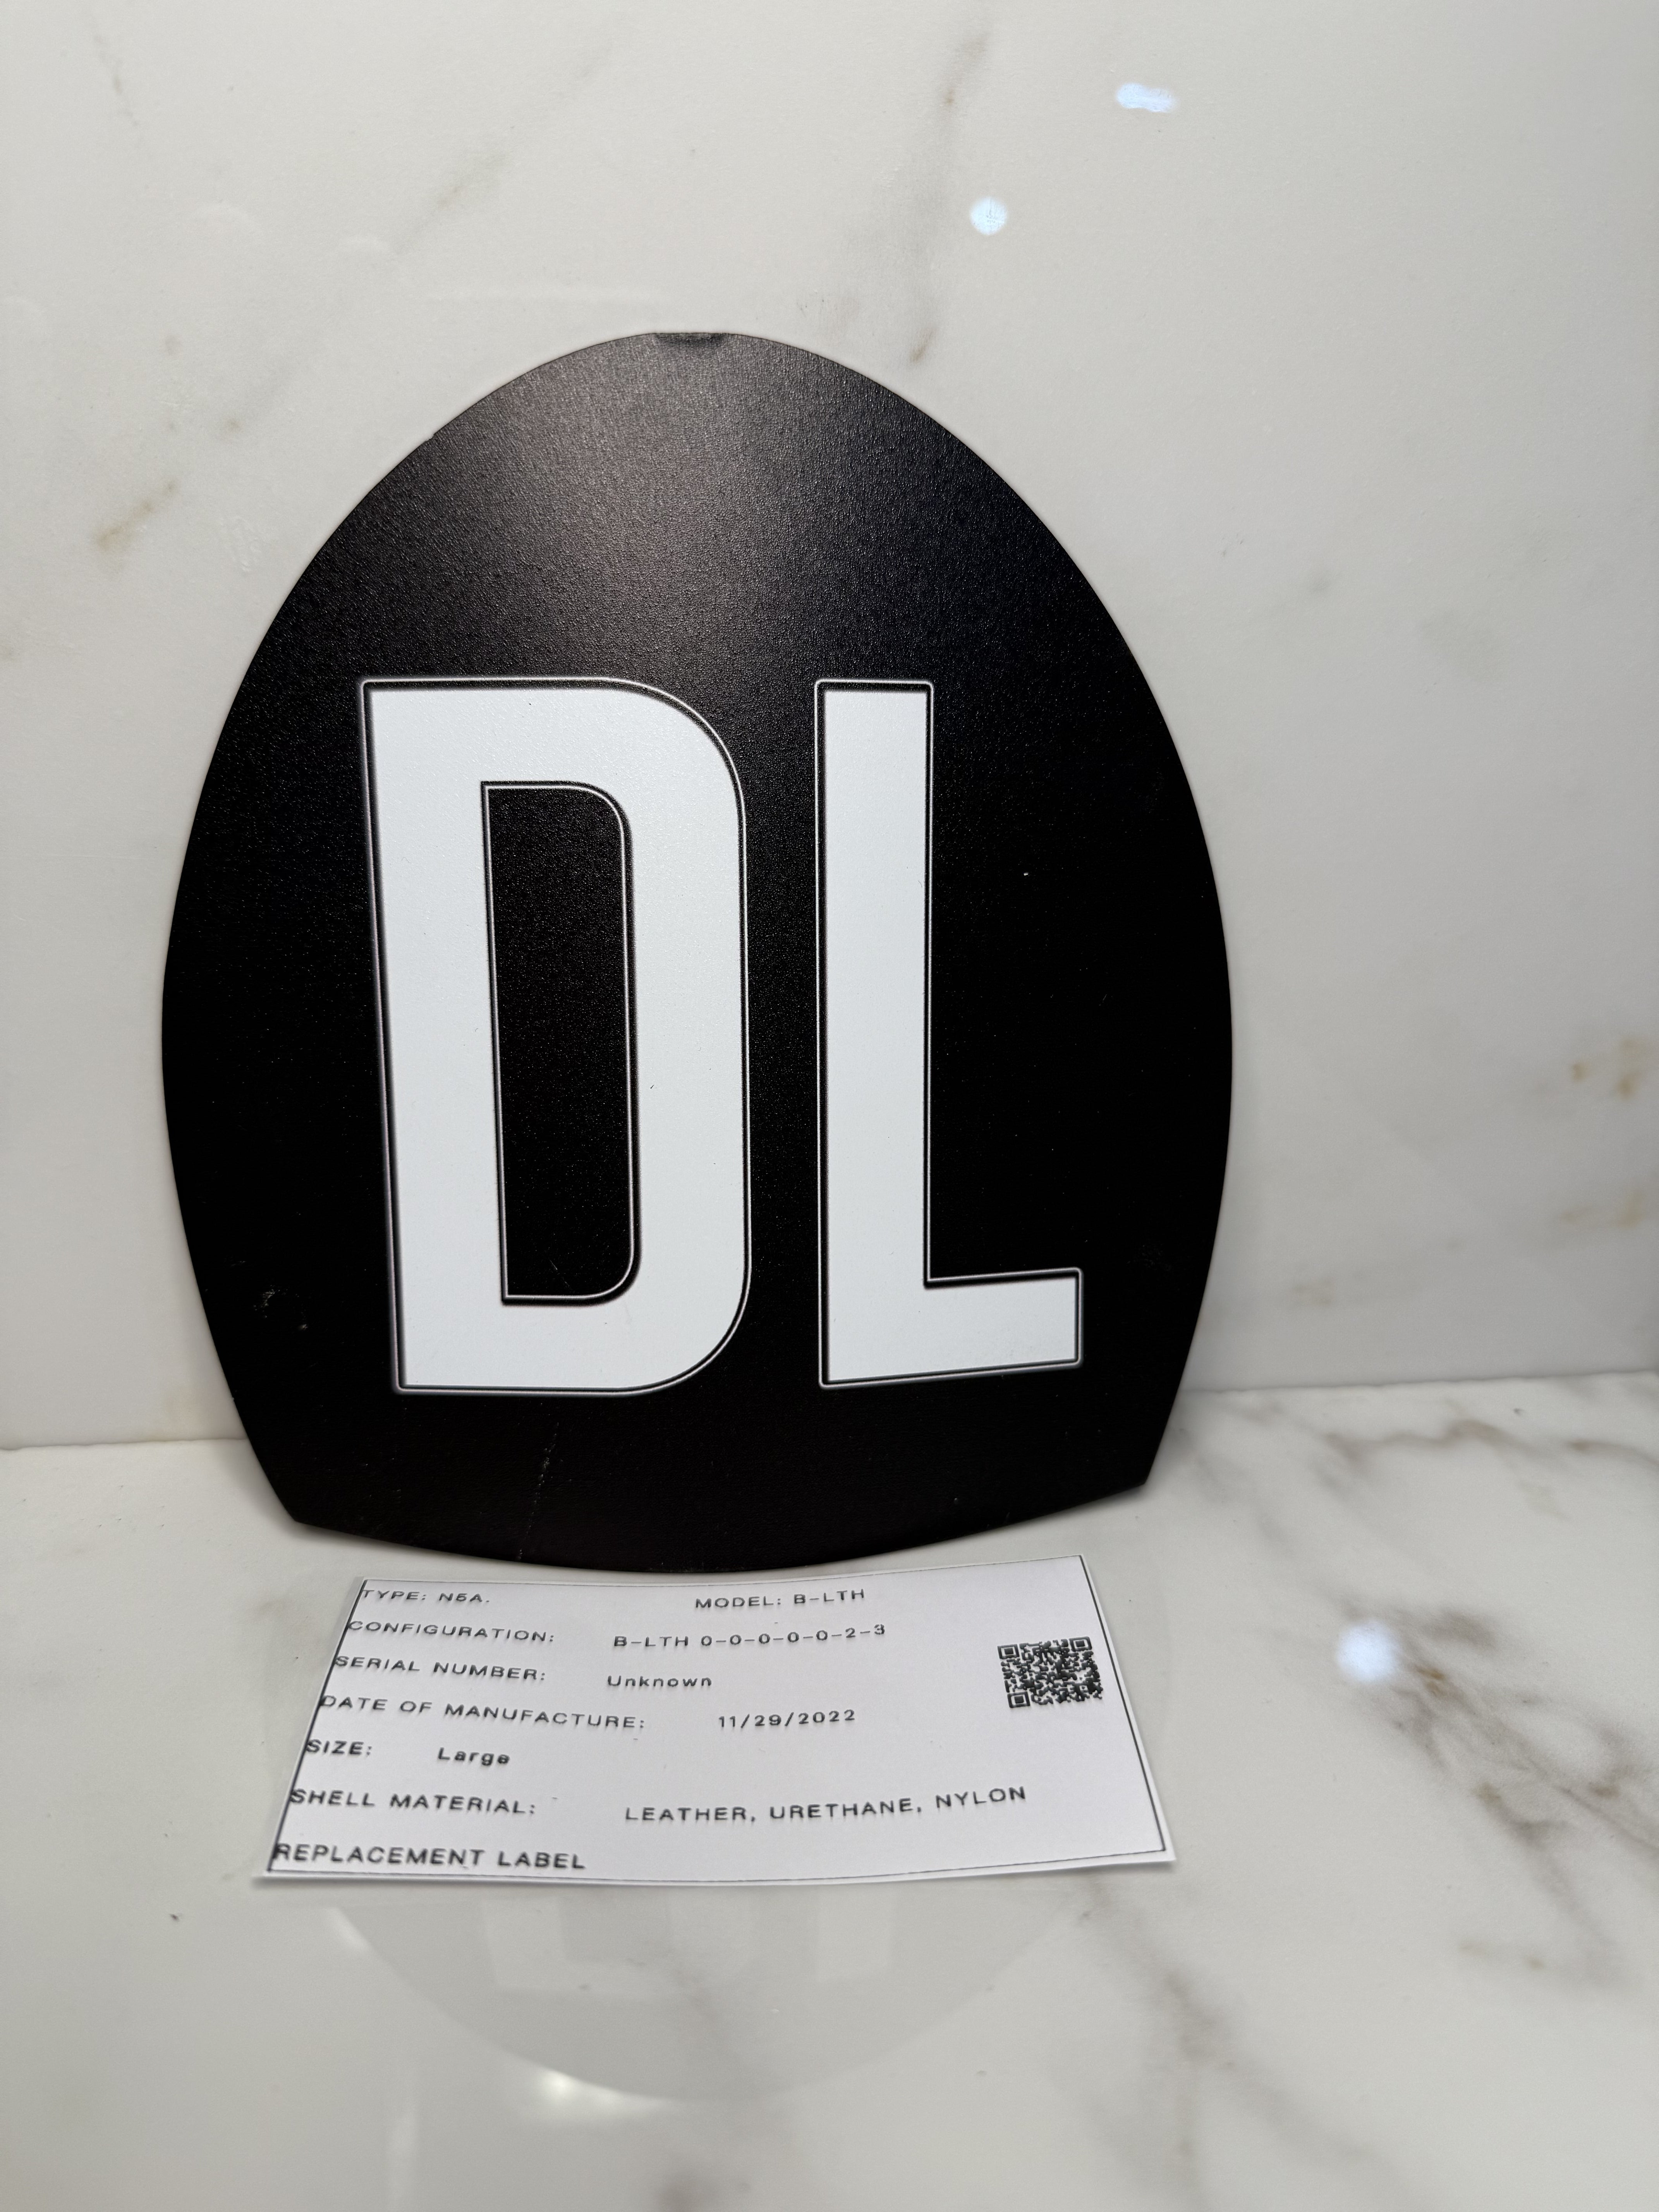 DL
TYPE: N5A. MODEL: B-LTH
CONFIGURATION: B-LTH 0-0-0-0-0-2-3
SERIAL NUMBER: Unknown
DATE OF MANUFACTURE: 11/29/2022
SIZE: Large
SHELL MATERIAL: LEATHER, URETHANE, NYLON
REPLACEMENT LABEL